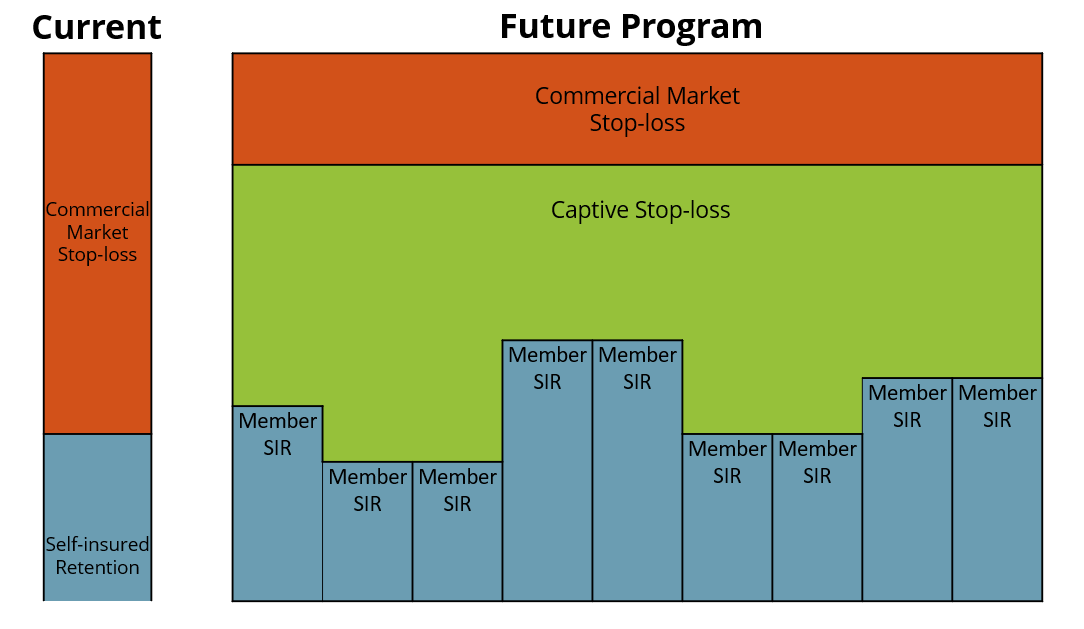 Current
Future Program
Commercial
Market
Stop-loss
Self-insured
Retention
Commercial Market
Stop-loss
Captive Stop-loss
Member
SIR
Member
SIR
Member
SIR
Member
SIR
Member
SIR
Member
SIR
Member
SIR
Member
SIR
Member
SIR